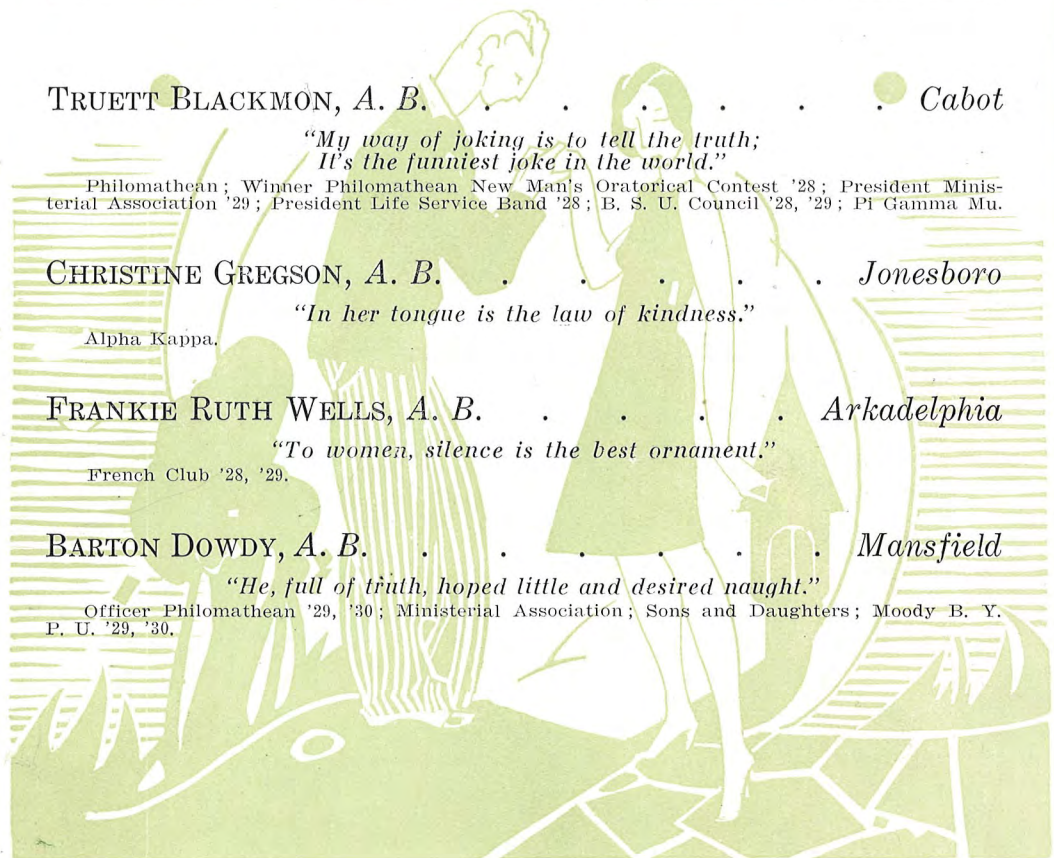 TRUETT BLACKMON, A. B. . . . . . . Cabot
"My way of joking is to tell the truth;
It's the funniest joke in the world."
Philomathean; Winner Philomathean New Man's Oratorical Contest '28; President Minis-
terial Association '29; President Life Service Band '28; B. S. U. Council '28, '29; Pi Gamma Mu.
CHRISTINE GREGSON, A. B. . . . . . Jonesboro
"In her tongue is the law of kindness."
Alpha Kappa.
FRANKIE RUTH WELLS, A. B. . . . . Arkadelphia
"To women, silence is the best ornament."
French Club '28, '29.
BARTON DOWDY, A. B. . . . . . . Mansfield
"He, full of truth, hoped little and desired naught."
Officer Philomathean '29, '30; Ministerial Association; Sons and Daughters; Moody B. Y.
P. U. '29, '30.